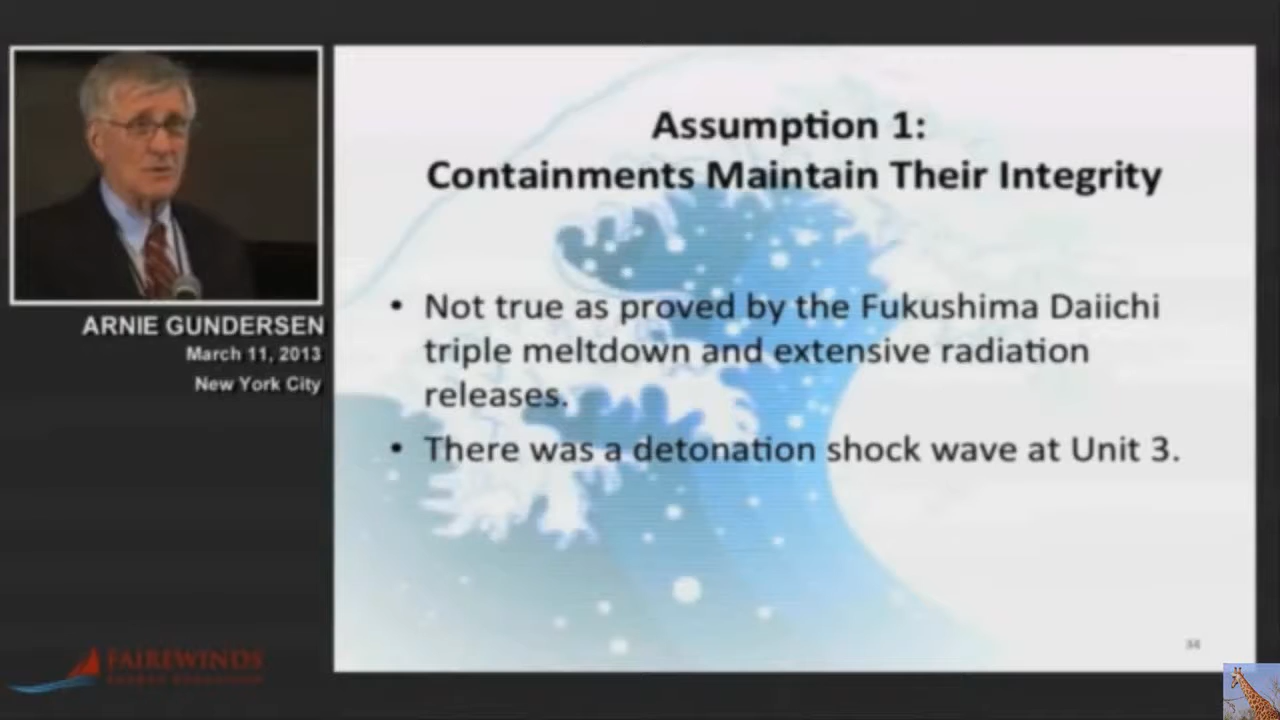 Assumption 1:
Containments Maintain Their Integrity
• Not true as proved by the Fukushima Daiichi
triple meltdown and extensive radiation
releases.
• There was a detonation shock wave at Unit 3.
34
ARNIE GUNDERSEN
March 11, 2013
New York City
FAIREWINDS